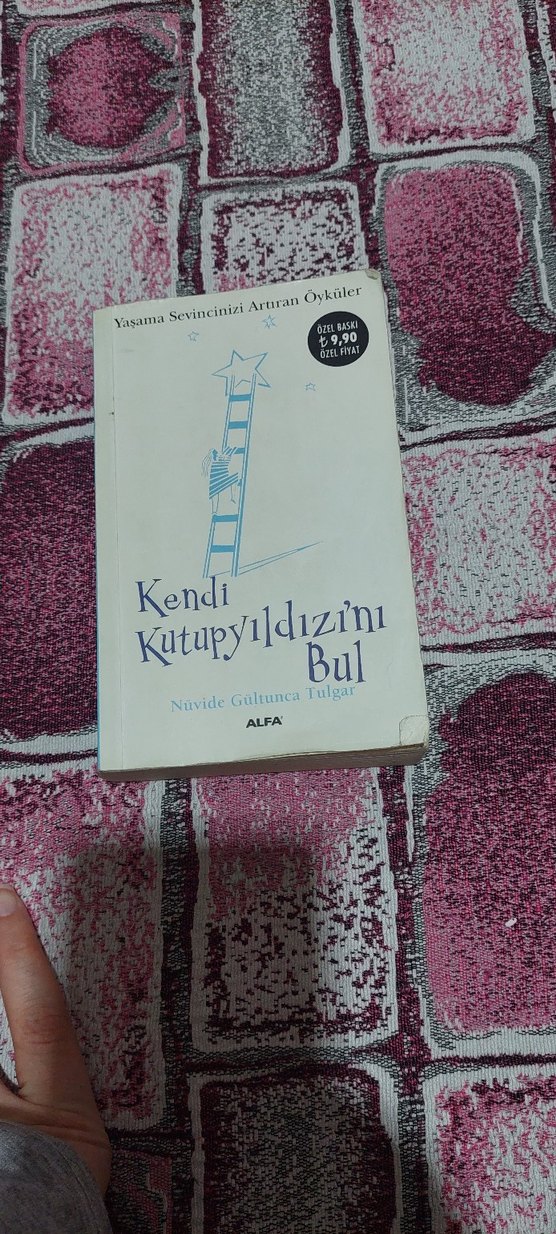 Yaşama Sevincinizi Artıran Öyküler
ÖZEL BASKI
₺ 9,90
ÖZEL FİYAT
Kendi
Kutupyıldızı'nı
Bul
Nüvide Gültunca Tulgar
ALFA